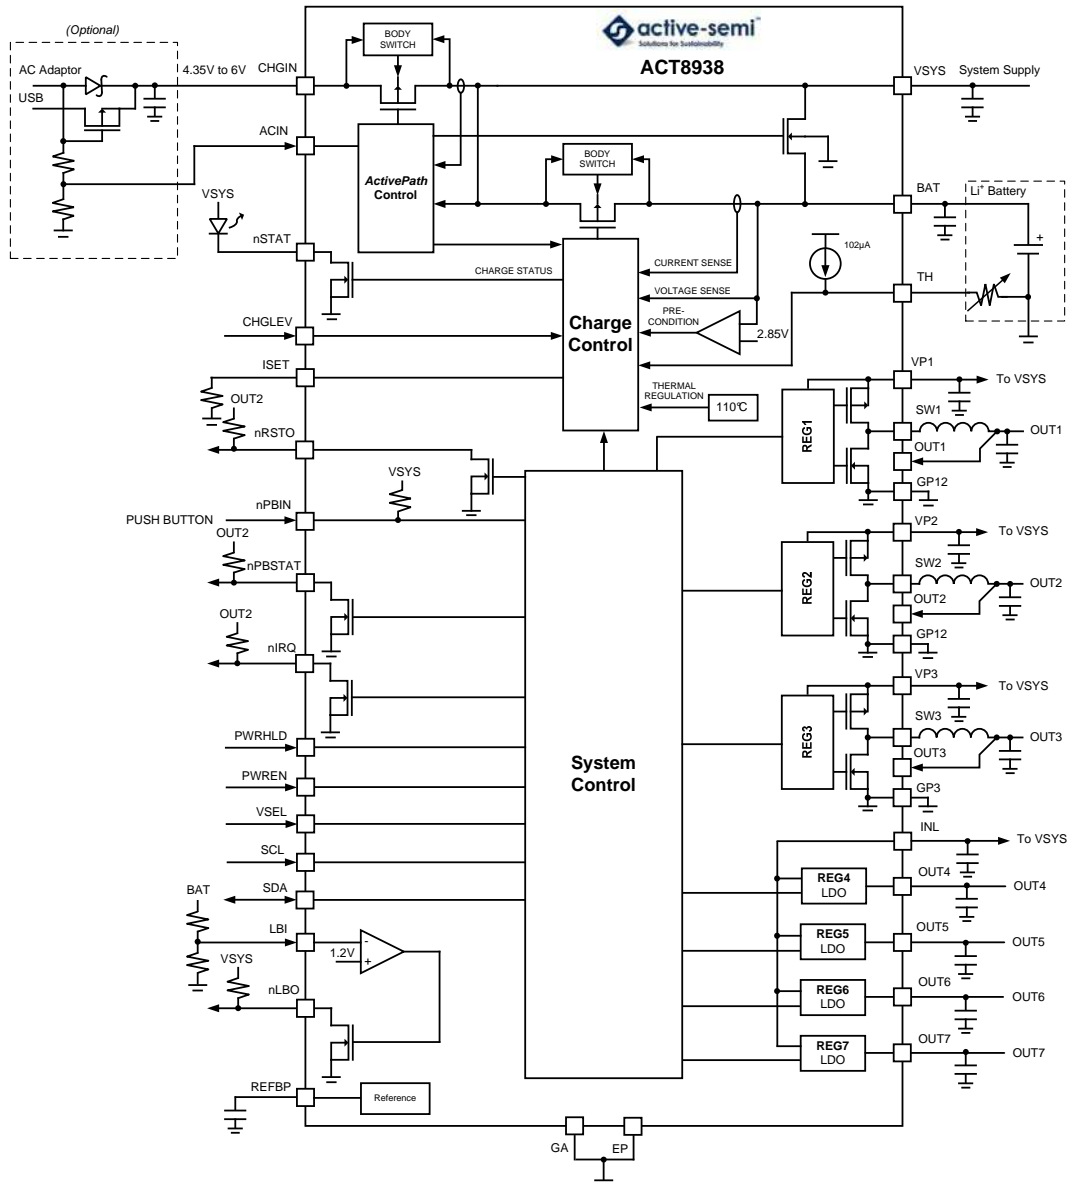 (Optional)
AC Adaptor
USB
4.35V to 6V
CHGIN
BODY
SWITCH
active-semi™
Solutions for Sustainability
ACT8938
VSYS
System Supply
ACIN
ActivePath
Control
BODY
SWITCH
BAT
Li+ Battery
+
VSYS
nSTAT
CHARGE STATUS
CURRENT SENSE
102µA
TH
VOLTAGE SENSE
PRE-
CONDITION
2.85V
CHGLEV
Charge
Control
ISET
THERMAL
REGULATION
110°C
VP1
To VSYS
REG1
SW1
OUT1
OUT1
GP12
OUT2
nRSTO
VSYS
nPBIN
PUSH BUTTON
VP2
To VSYS
OUT2
nPBSTAT
REG2
SW2
OUT2
OUT2
GP12
OUT2
nIRQ
VP3
To VSYS
REG3
SW3
OUT3
OUT3
GP3
PWRHLD
PWREN
VSEL
SCL
SDA
System
Control
INL
To VSYS
REG4
LDO
OUT4
OUT4
REG5
LDO
OUT5
OUT5
REG6
LDO
OUT6
OUT6
REG7
LDO
OUT7
OUT7
BAT
LBI
1.2V
-
+
VSYS
nLBO
REFBP
Reference
GA
EP